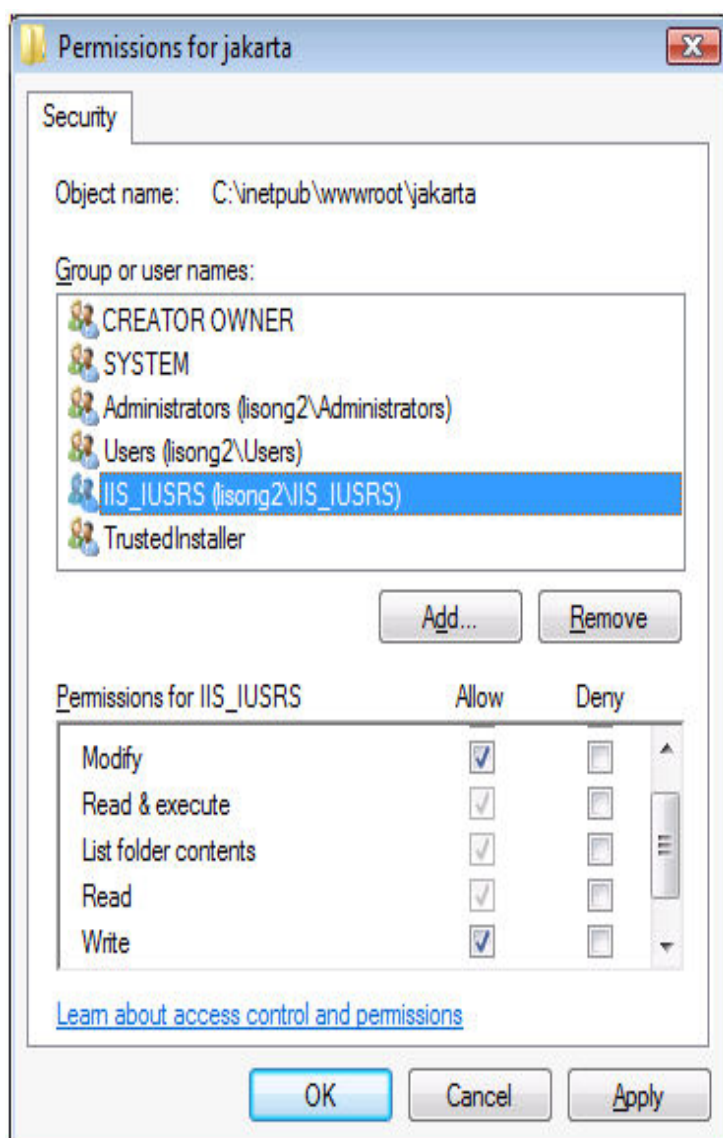 Permissions for jakarta
Security
Object name: C:\inetpub\wwwroot\jakarta
Group or user names:
CREATOR OWNER
SYSTEM
Administrators (lisong2\Administrators)
Users (lisong2\Users)
IIS_IUSRS (lisong2\IIS_IUSRS)
TrustedInstaller
Add... Remove
Permissions for IIS_IUSRS Allow Deny
Modify
Read & execute
List folder contents
Read
Write
Learn about access control and permissions
OK Cancel Apply